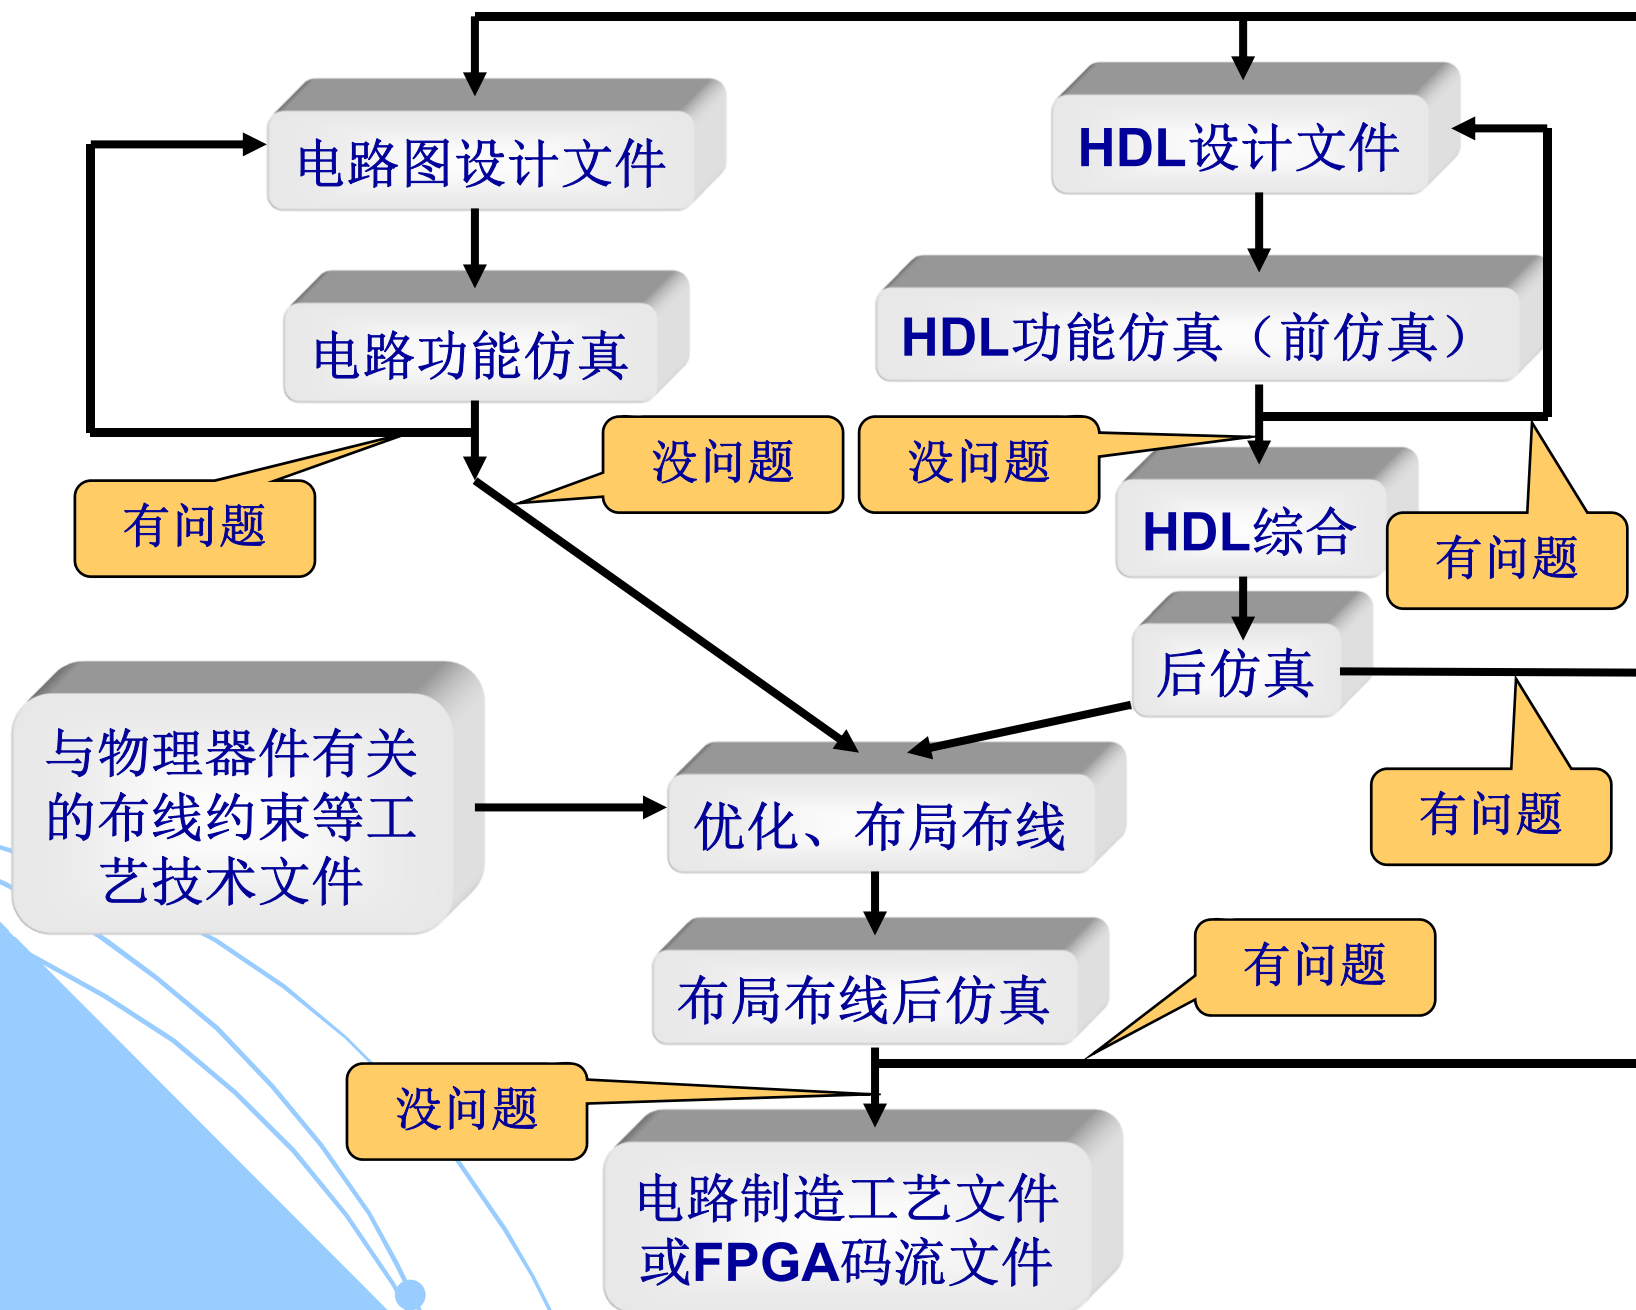 电路图设计文件
HDL设计文件
电路功能仿真
HDL功能仿真（前仿真）
没问题
没问题
有问题
HDL综合
有问题
后仿真
与物理器件有关
的布线约束等工
艺技术文件
优化、布局布线
有问题
布局布线后仿真
有问题
没问题
电路制造工艺文件
或FPGA码流文件